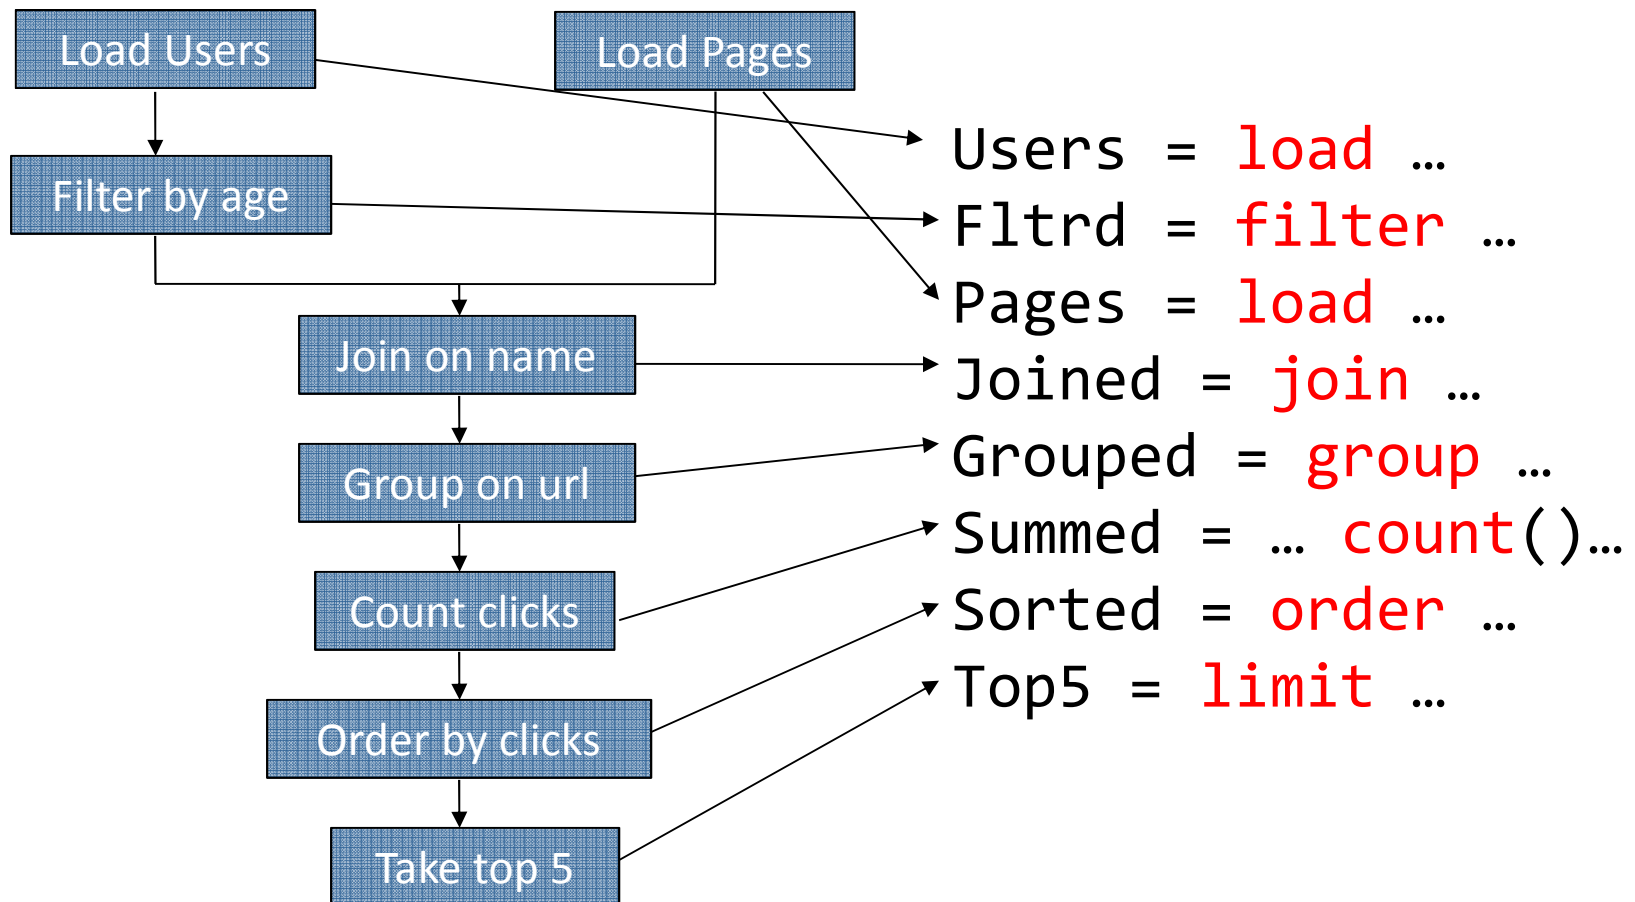 Load Users
Load Pages
Filter by age
Join on name
Group on url
Count clicks
Order by clicks
Take top 5
Users = load …
Fltrd = filter …
Pages = load …
Joined = join …
Grouped = group …
Summed = … count()…
Sorted = order …
Top5 = limit …